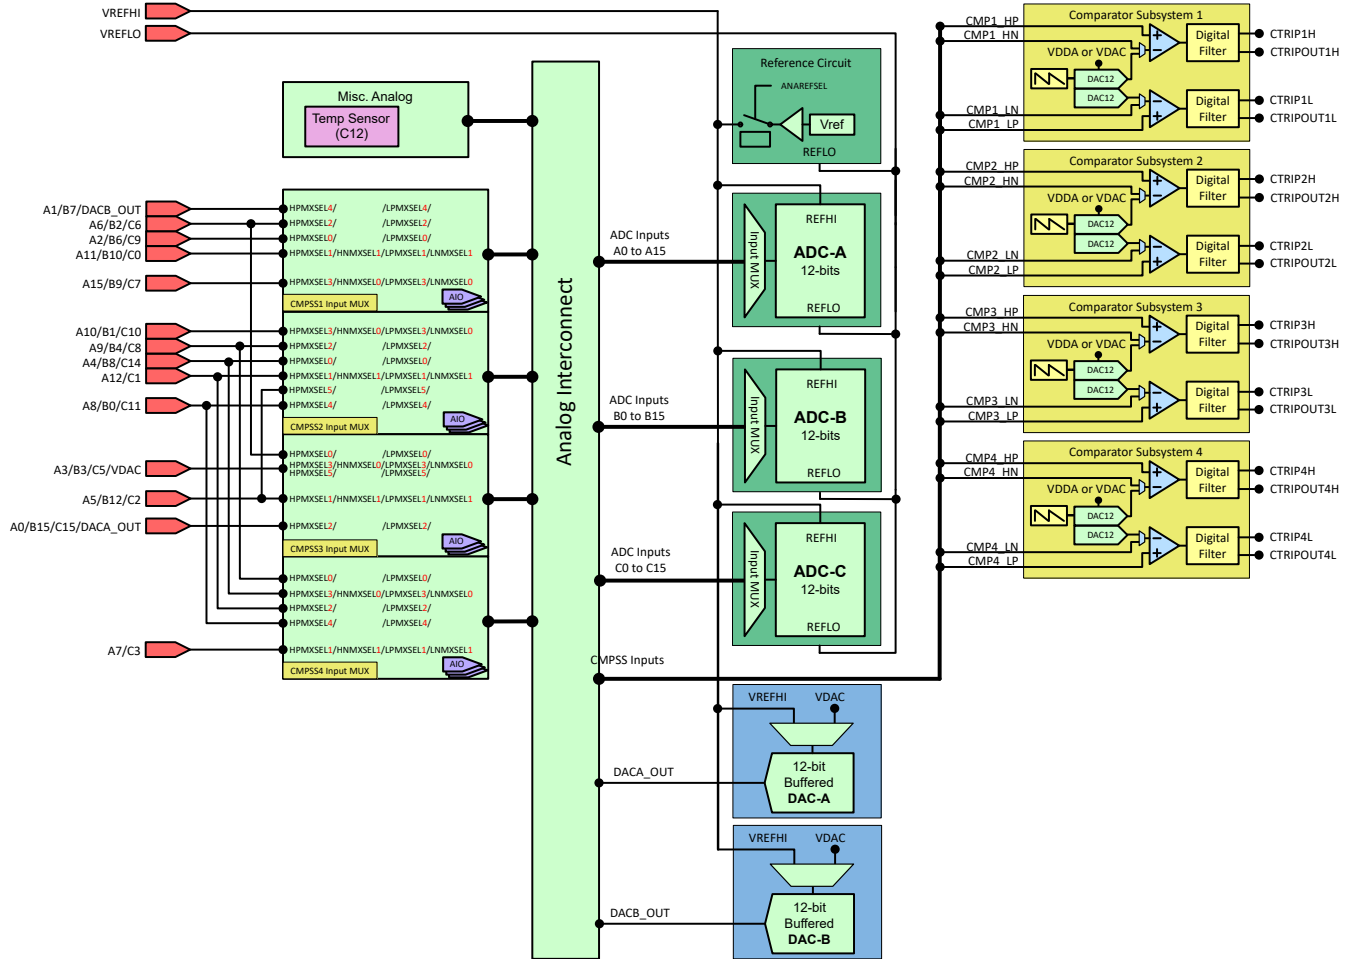 VREFHI
VREFLO
Misc. Analog
Temp Sensor
(C12)
A1/B7/DACB_OUT
A6/B2/C6
A2/B6/C9
A11/B10/C0
A15/B9/C7
HPMXSEL4/ /LPMXSEL4/
HPMXSEL2/ /LPMXSEL2/
HPMXSEL0/ /LPMXSEL0/
HPMXSEL1/HNMXSEL1/LPMXSEL1/LNMXSEL1
HPMXSEL3/HNMXSEL0/LPMXSEL3/LNMXSEL0
CMPSS1 Input MUX
AIO
A10/B1/C10
A9/B4/C8
A4/B8/C14
A12/C1
A8/B0/C11
HPMXSEL3/HNMXSEL0/LPMXSEL3/LNMXSEL0
HPMXSEL2/ /LPMXSEL2/
HPMXSEL0/ /LPMXSEL0/
HPMXSEL1/HNMXSEL1/LPMXSEL1/LNMXSEL1
HPMXSEL5/ /LPMXSEL5/
HPMXSEL4/ /LPMXSEL4/
CMPSS2 Input MUX
AIO
A3/B3/C5/VDAC
A5/B12/C2
A0/B15/C15/DACA_OUT
HPMXSEL0/ /LPMXSEL0/
HPMXSEL3/HNMXSEL0/LPMXSEL3/LNMXSEL0
HPMXSEL5/ /LPMXSEL5/
HPMXSEL1/HNMXSEL1/LPMXSEL1/LNMXSEL1
HPMXSEL2/ /LPMXSEL2/
CMPSS3 Input MUX
AIO
A7/C3
HPMXSEL0/ /LPMXSEL0/
HPMXSEL3/HNMXSEL0/LPMXSEL3/LNMXSEL0
HPMXSEL2/ /LPMXSEL2/
HPMXSEL4/ /LPMXSEL4/
HPMXSEL1/HNMXSEL1/LPMXSEL1/LNMXSEL1
CMPSS4 Input MUX
AIO
Analog Interconnect
Reference Circuit
ANAREFSEL
Vref
REFLO
ADC Inputs
A0 to A15
Input MUX
REFHI
ADC-A
12-bits
REFLO
ADC Inputs
B0 to B15
Input MUX
REFHI
ADC-B
12-bits
REFLO
ADC Inputs
C0 to C15
Input MUX
REFHI
ADC-C
12-bits
REFLO
CMPSS Inputs
VREFHI VDAC
DACA_OUT
12-bit
Buffered
DAC-A
VREFHI VDAC
DACB_OUT
12-bit
Buffered
DAC-B
Comparator Subsystem 1
CMP1_HP
CMP1_HN
VDDA or VDAC
DAC12
DAC12
CMP1_LN
CMP1_LP
Digital
Filter
CTRIP1H
CTRIPOUT1H
Digital
Filter
CTRIP1L
CTRIPOUT1L
Comparator Subsystem 2
CMP2_HP
CMP2_HN
VDDA or VDAC
DAC12
DAC12
CMP2_LN
CMP2_LP
Digital
Filter
CTRIP2H
CTRIPOUT2H
Digital
Filter
CTRIP2L
CTRIPOUT2L
Comparator Subsystem 3
CMP3_HP
CMP3_HN
VDDA or VDAC
DAC12
DAC12
CMP3_LN
CMP3_LP
Digital
Filter
CTRIP3H
CTRIPOUT3H
Digital
Filter
CTRIP3L
CTRIPOUT3L
Comparator Subsystem 4
CMP4_HP
CMP4_HN
VDDA or VDAC
DAC12
DAC12
CMP4_LN
CMP4_LP
Digital
Filter
CTRIP4H
CTRIPOUT4H
Digital
Filter
CTRIP4L
CTRIPOUT4L